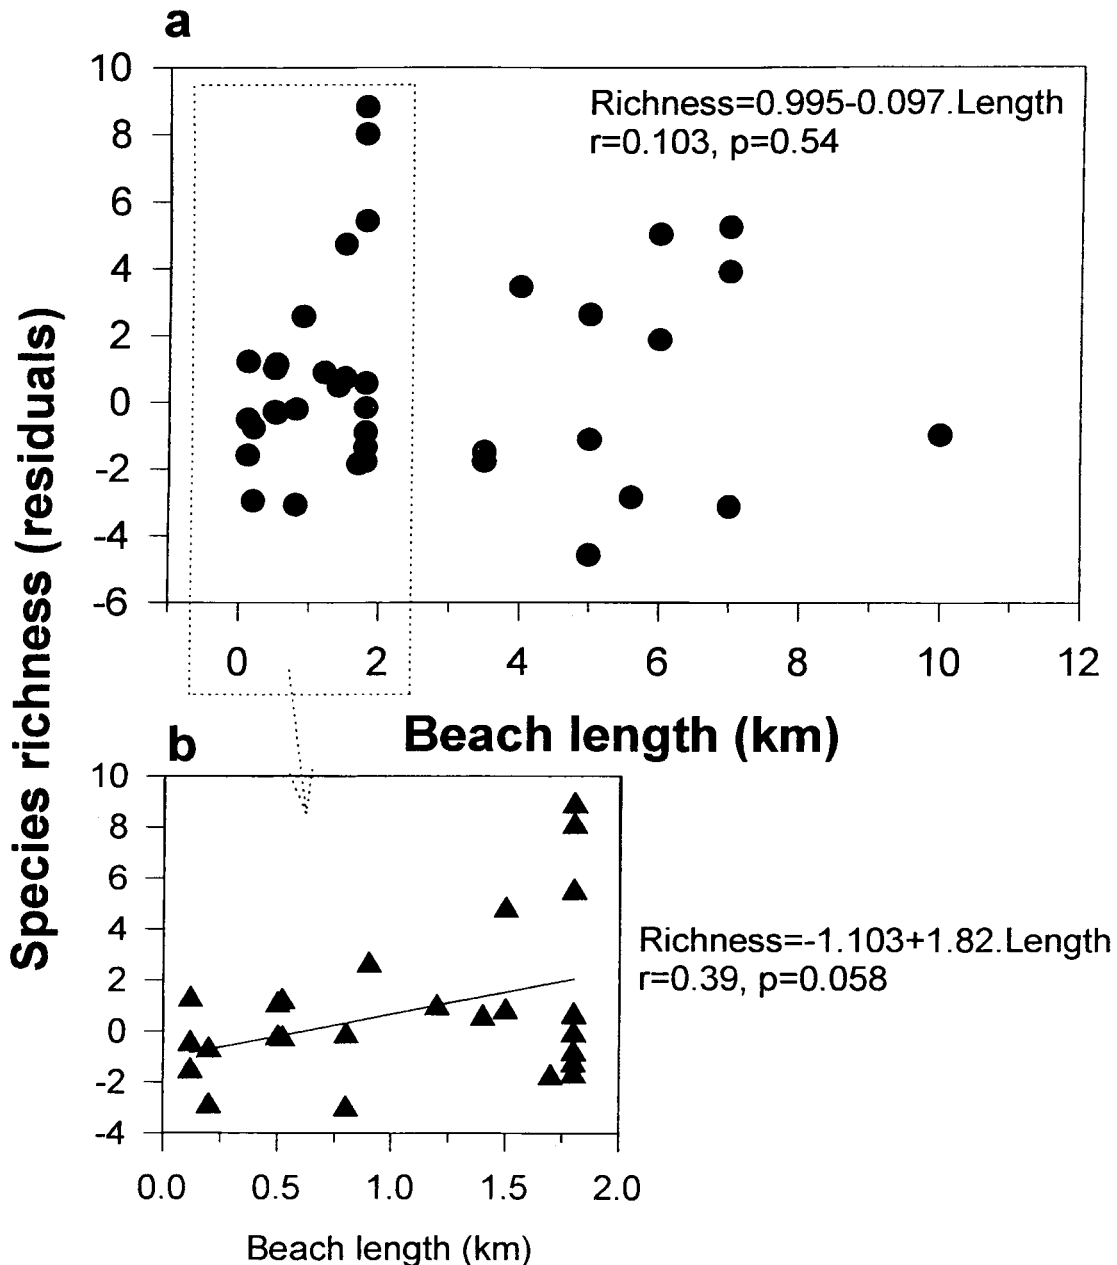 a
10
8
6
4
2
0
-2
-4
-6
Richness=0.995-0.097.Length
r=0.103, p=0.54
0 2 4 6 8 10 12
Beach length (km)
Species richness (residuals)
b
10
8
6
4
2
0
-2
-4
Richness=-1.103+1.82.Length
r=0.39, p=0.058
0.0 0.5 1.0 1.5 2.0
Beach length (km)